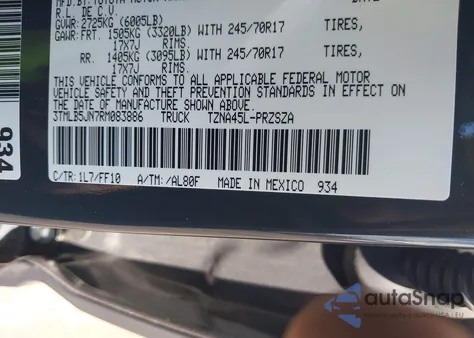 MFD.BY: TOYOTA MOTOR
R.L. DE C.V.
GVWR: 2725KG (6005LB)
GAWR: FRT. 1505KG (3320LB) WITH 245/70R17 TIRES,
17X7J RIMS.
RR. 1405KG (3095LB) WITH 245/70R17 TIRES,
17X7J RIMS.
THIS VEHICLE CONFORMS TO ALL APPLICABLE FEDERAL MOTOR
VEHICLE SAFETY AND THEFT PREVENTION STANDARDS IN EFFECT
ON THE DATE OF MANUFACTURE SHOWN ABOVE.
3TMLB5JN7RM083886 TRUCK TZNA45L-PRZSZA
C/TR: 1L7/FF10 A/TM: /AL80F MADE IN MEXICO 934
934
autoSnap